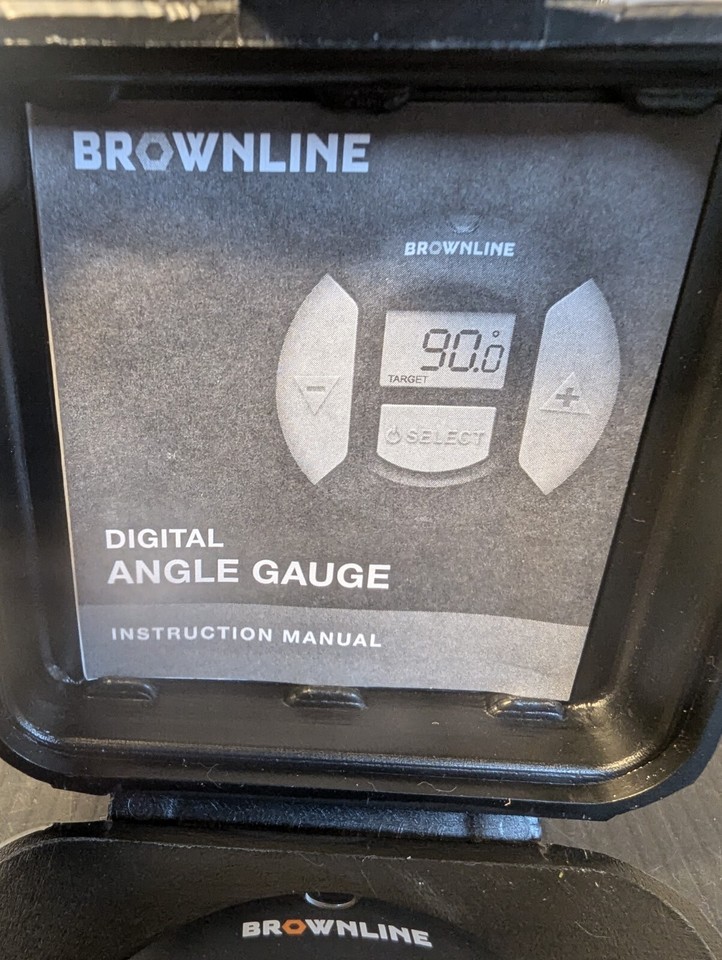 BROWNLINE
BROWNLINE
90.0°
TARGET
−
+
SELECT
DIGITAL
ANGLE GAUGE
INSTRUCTION MANUAL
BROWNLINE